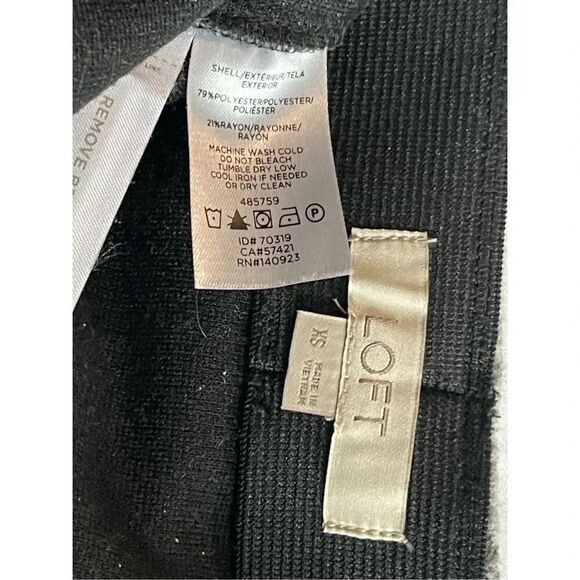 LINE
REMOVE
SHELL/EXTÉRIEUR/TELA
EXTERIOR
79%POLYESTER/POLYESTER/
POLIÉSTER
21%RAYON/RAYONNE/
RAYÓN
MACHINE WASH COLD
DO NOT BLEACH
TUMBLE DRY LOW
COOL IRON IF NEEDED
OR DRY CLEAN
485759
P
ID# 70319
CA#57421
RN#140923
LOFT
XS
MADE IN
VIETNAM